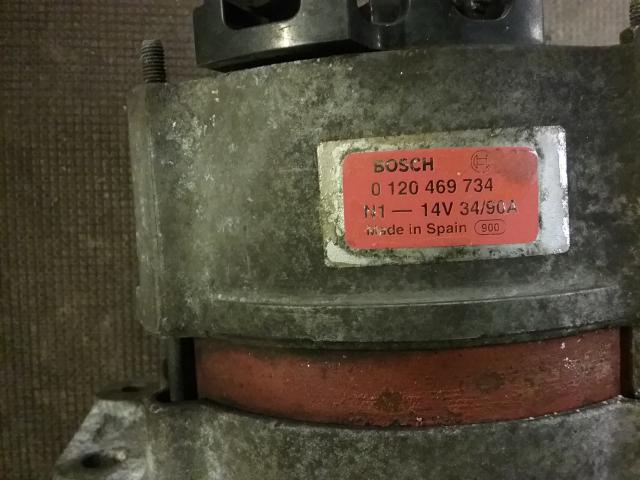 BOSCH
0 120 469 734
N1 — 14V 34/90A
Made in Spain 900